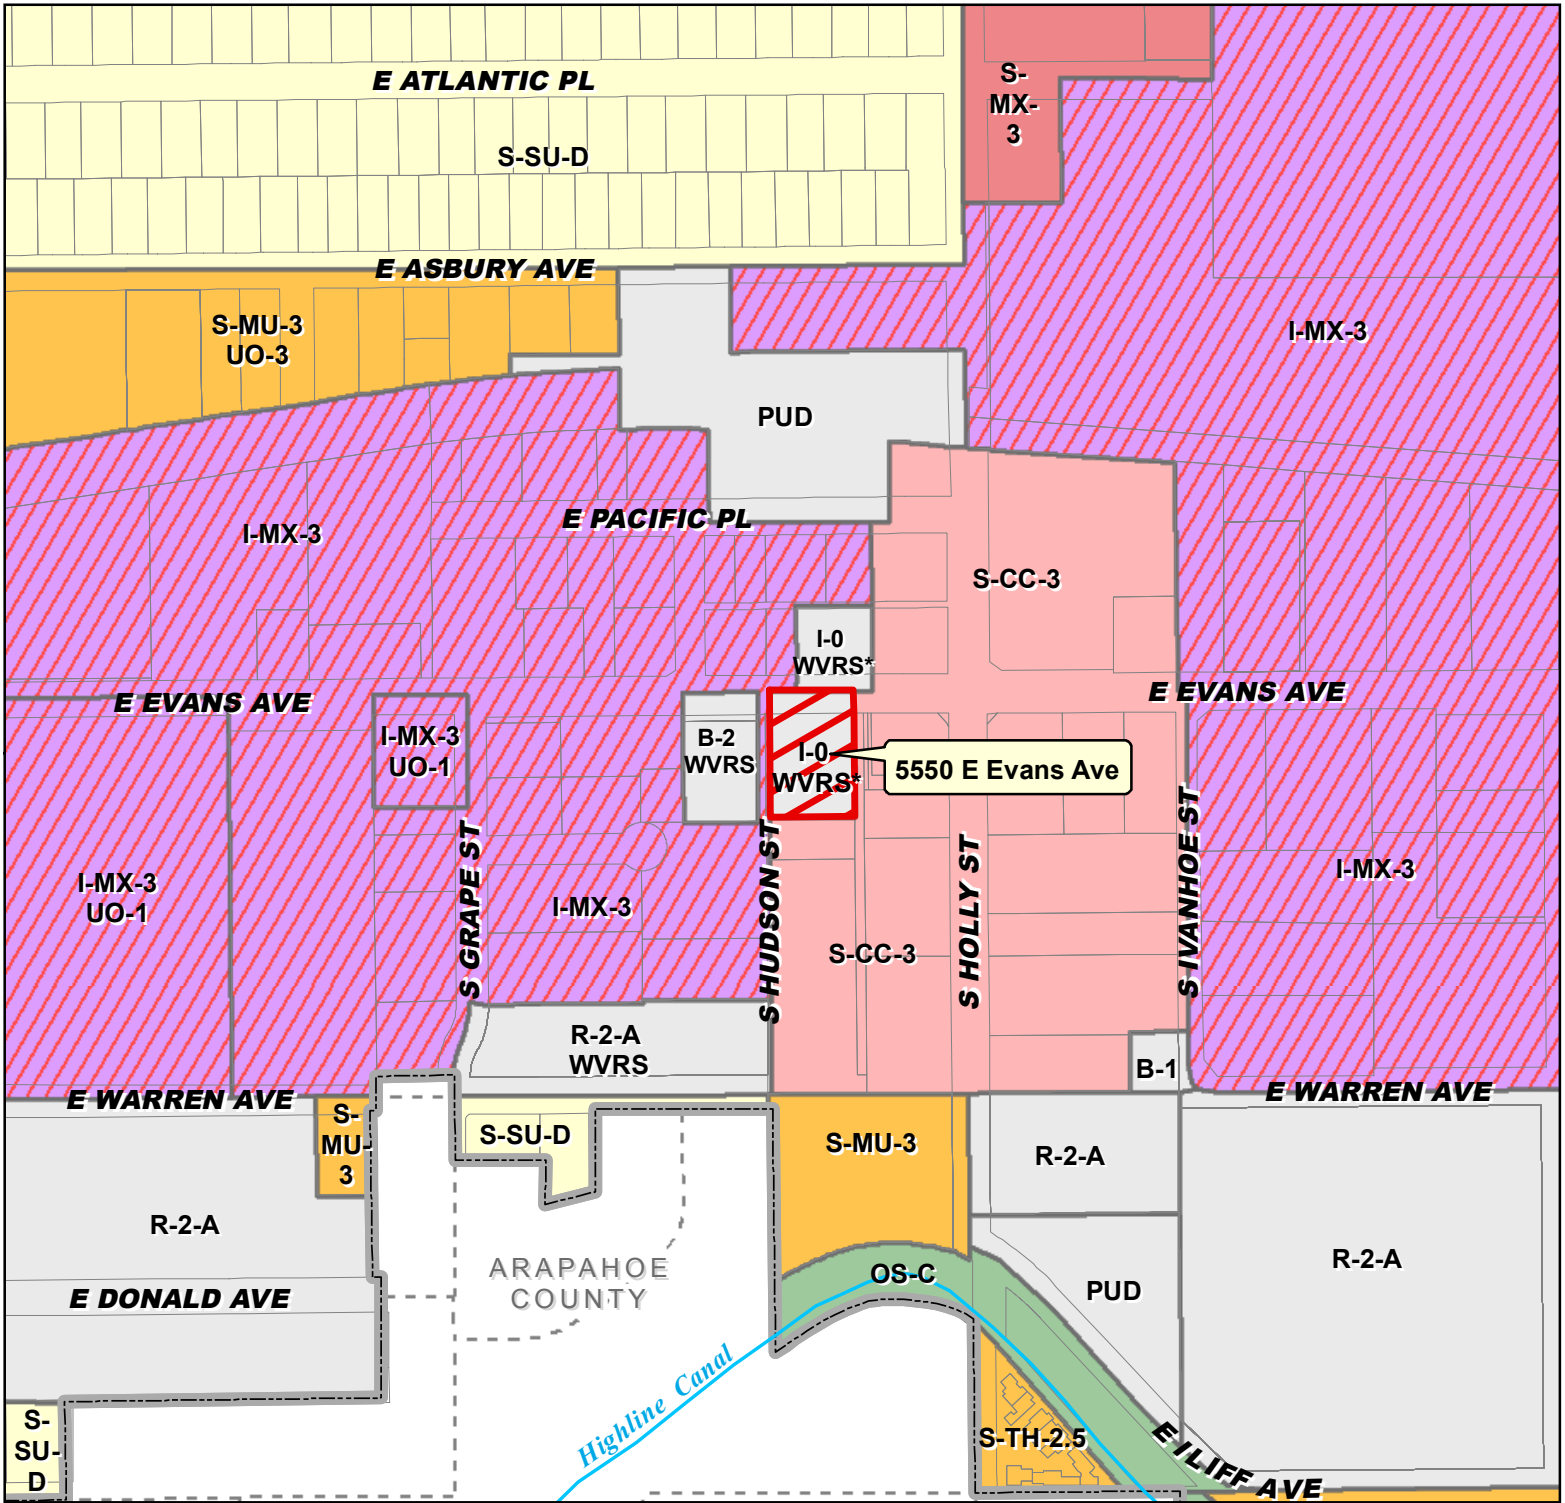 E ATLANTIC PL
S-
MX-
3
S-SU-D
E ASBURY AVE
S-MU-3
UO-3
I-MX-3
PUD
E PACIFIC PL
I-MX-3
S-CC-3
I-0
WVRS*
E EVANS AVE
E EVANS AVE
I-MX-3
UO-1
B-2
WVRS
I-0
WVRS*
5550 E Evans Ave
S GRAPE ST
S HUDSON ST
S HOLLY ST
S IVANHOE ST
I-MX-3
UO-1
I-MX-3
I-MX-3
S-CC-3
R-2-A
WVRS
B-1
E WARREN AVE
E WARREN AVE
S-
MU-
3
S-SU-D
S-MU-3
R-2-A
R-2-A
R-2-A
ARAPAHOE
COUNTY
OS-C
PUD
E DONALD AVE
Highline Canal
S-
SU-
D
S-TH-2.5
E ILIFF AVE